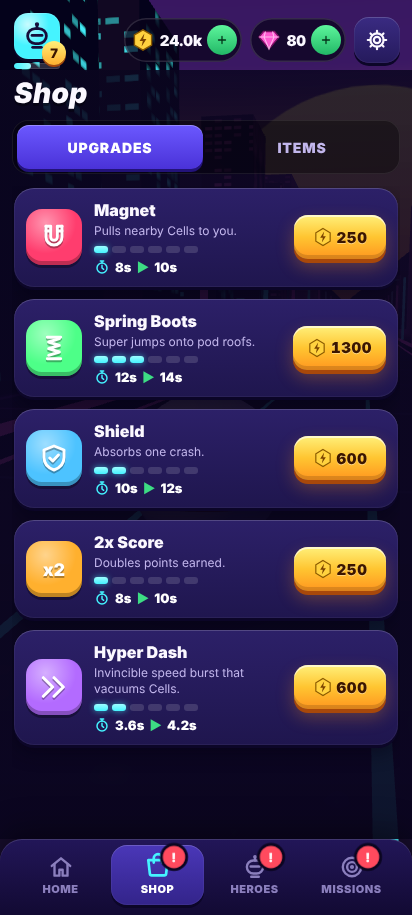 7
24.0k
+
80
+
Shop
UPGRADES
ITEMS
Magnet
Pulls nearby Cells to you.
8s
10s
250
Spring Boots
Super jumps onto pod roofs.
12s
14s
1300
Shield
Absorbs one crash.
10s
12s
600
x2
2x Score
Doubles points earned.
8s
10s
250
Hyper Dash
Invincible speed burst that
vacuums Cells.
3.6s
4.2s
600
HOME
!
SHOP
!
HEROES
!
MISSIONS